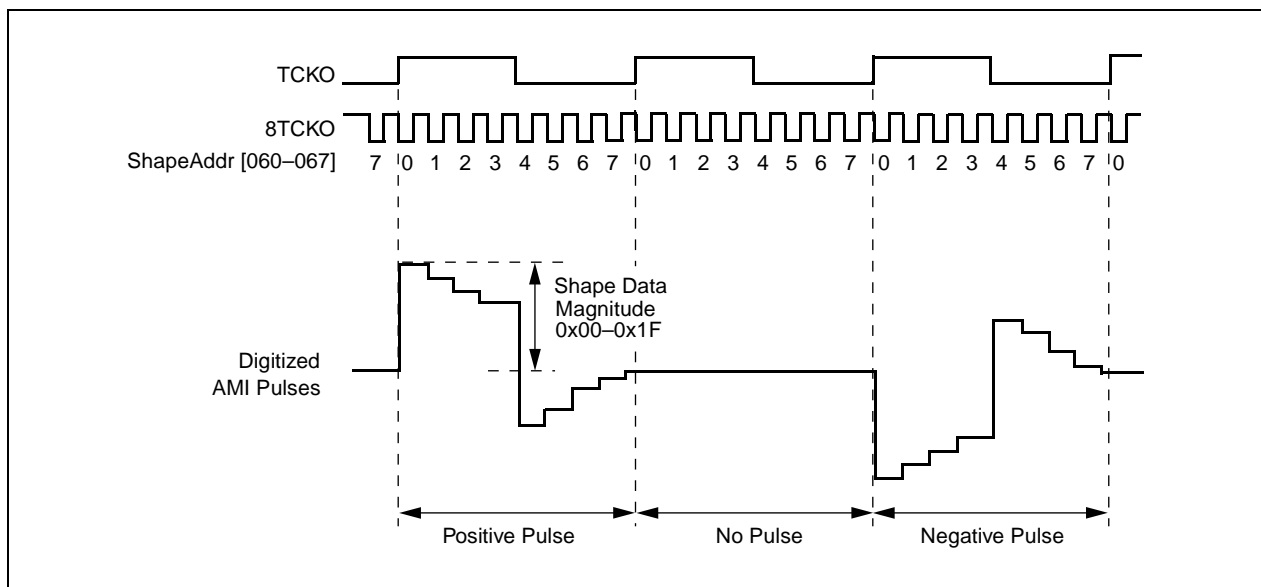 TCKO
8TCKO
ShapeAddr [060–067]
7 0 1 2 3 4 5 6 7 0 1 2 3 4 5 6 7 0 1 2 3 4 5 6 7 0
Shape Data
Magnitude
0x00–0x1F
Digitized
AMI Pulses
Positive Pulse
No Pulse
Negative Pulse